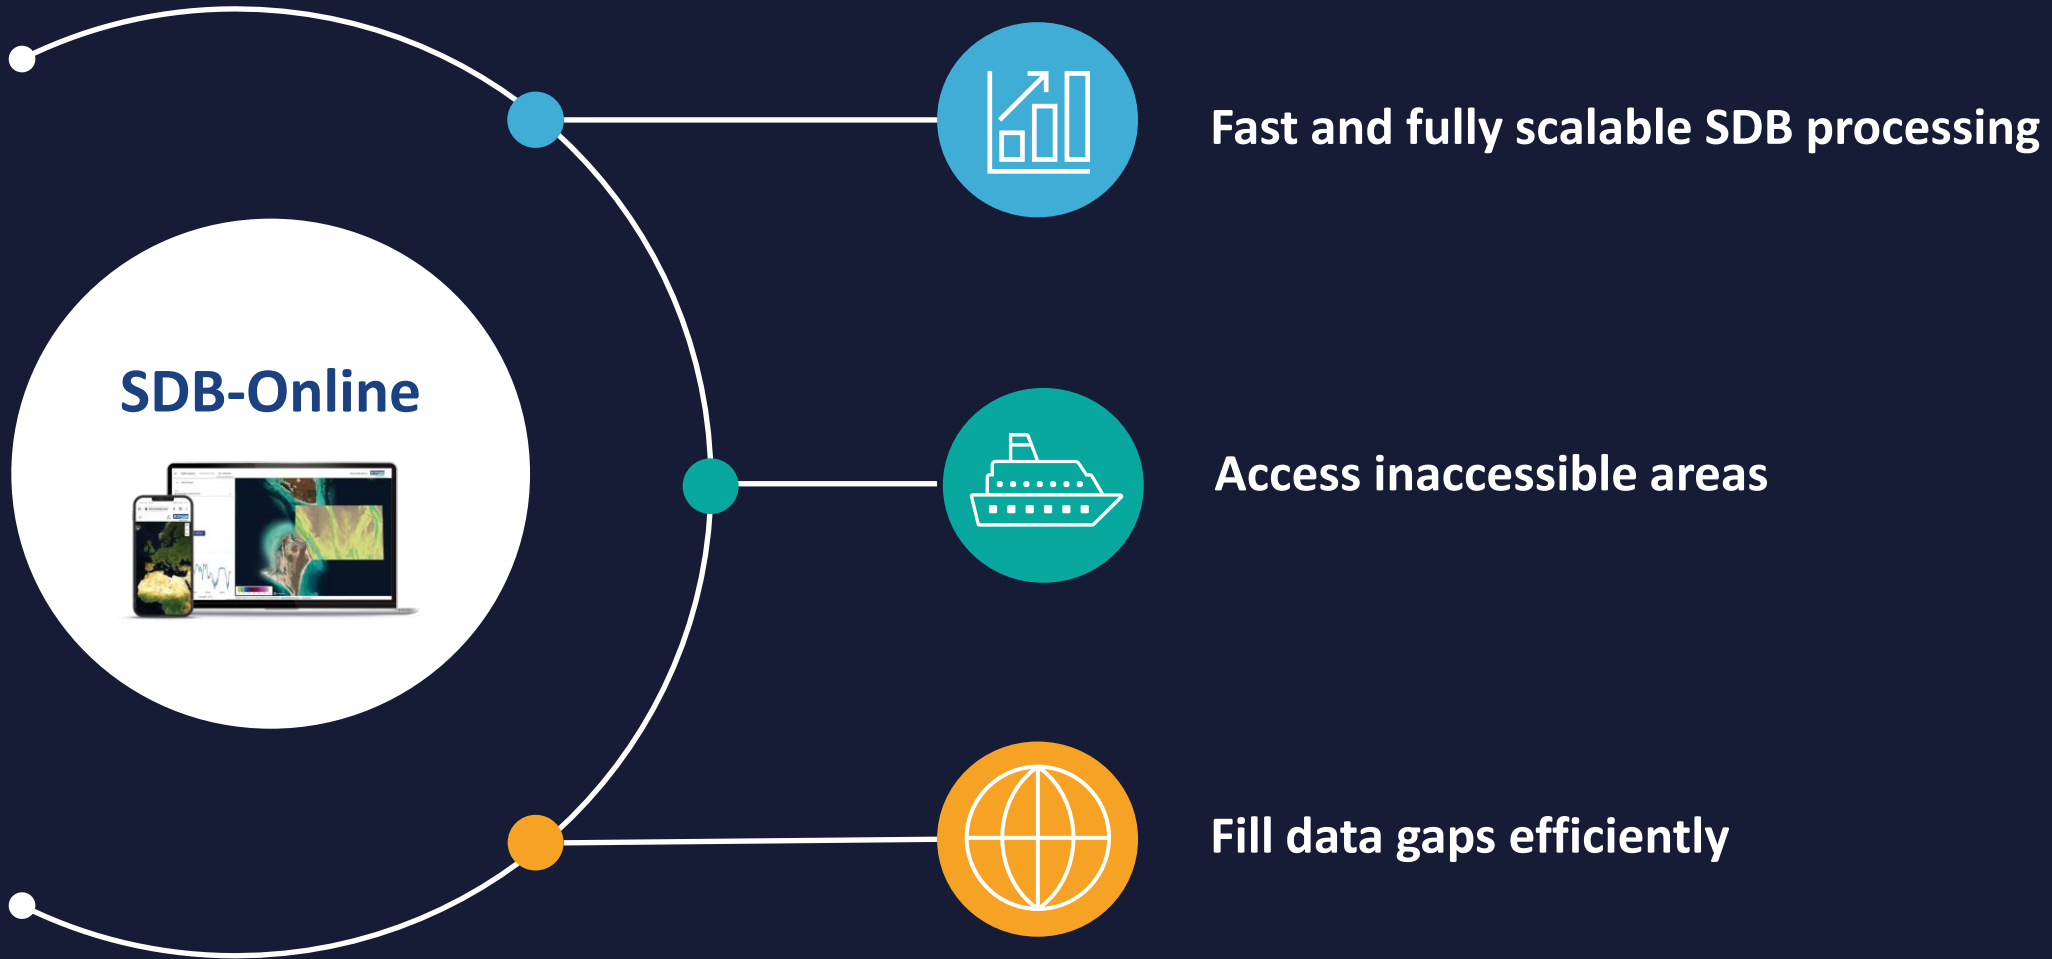 Fast and fully scalable SDB processing
SDB-Online
Access inaccessible areas
Fill data gaps efficiently